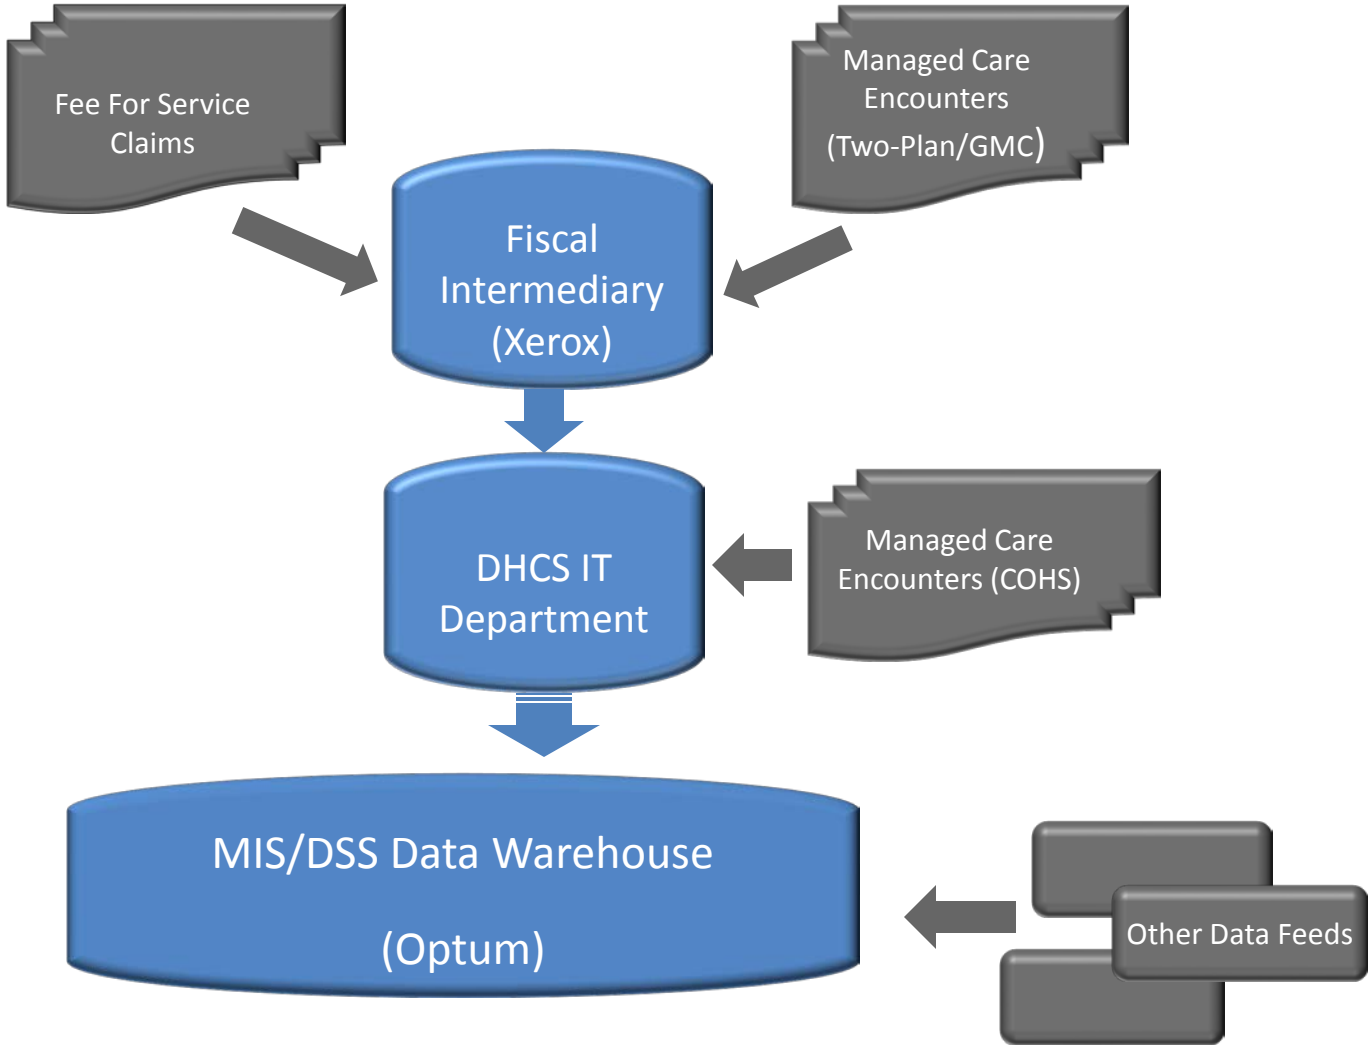 Fee For Service
Claims
Managed Care
Encounters
(Two-Plan/GMC)
Fiscal
Intermediary
(Xerox)
DHCS IT
Department
Managed Care
Encounters (COHS)
MIS/DSS Data Warehouse
(Optum)
Other Data Feeds